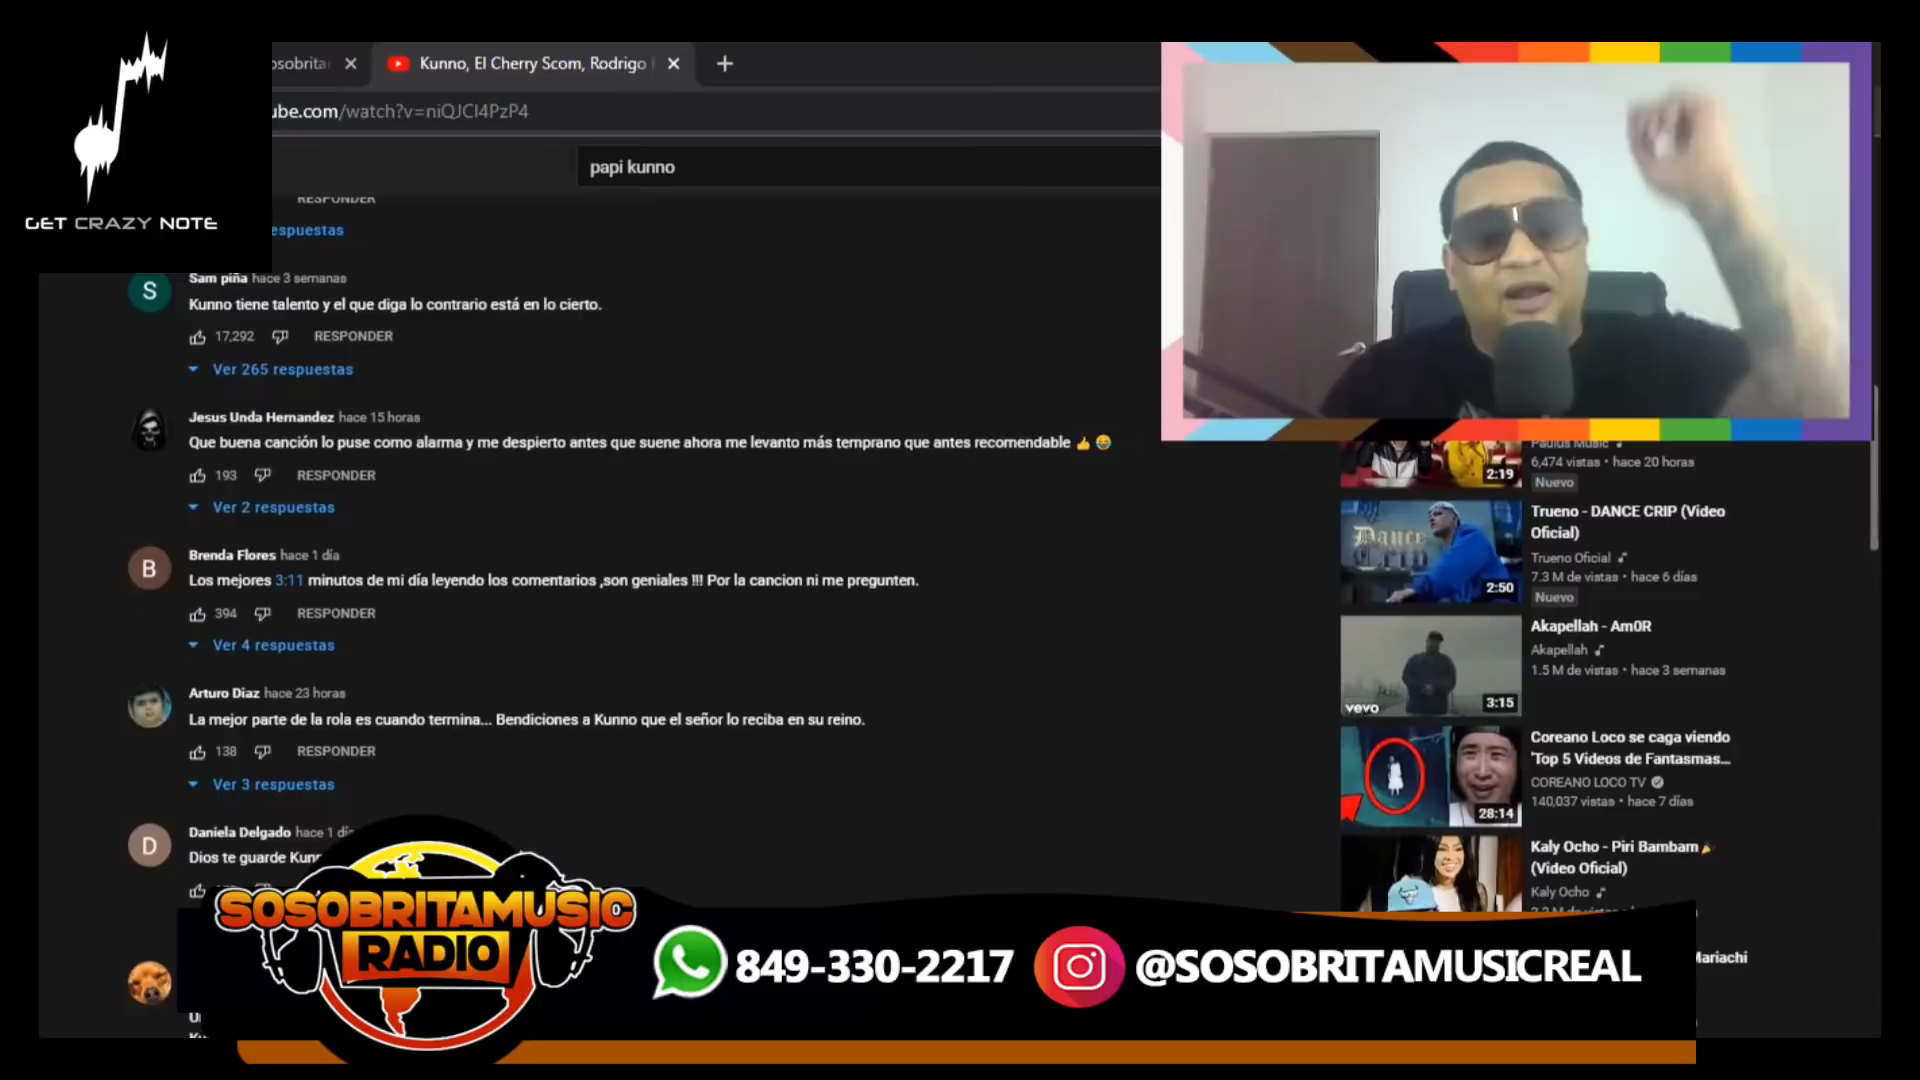 GET CRAZY NOTE
Kunno, El Cherry Scom, Rodrigo
ube.com/watch?v=niQJCI4PzP4
papi kunno
RESPONDER
espuestas
S
Sam piña hace 3 semanas
Kunno tiene talento y el que diga lo contrario está en lo cierto.
17,292 RESPONDER
Ver 265 respuestas
Jesus Unda Hernandez hace 15 horas
Que buena canción lo puse como alarma y me despierto antes que suene ahora me levanto más temprano que antes recomendable 👍 😂
193 RESPONDER
Ver 2 respuestas
B
Brenda Flores hace 1 día
Los mejores 3:11 minutos de mi día leyendo los comentarios ,son geniales !!! Por la cancion ni me pregunten.
394 RESPONDER
Ver 4 respuestas
Arturo Diaz hace 23 horas
La mejor parte de la rola es cuando termina... Bendiciones a Kunno que el señor lo reciba en su reino.
138 RESPONDER
Ver 3 respuestas
D
Daniela Delgado hace 1
Dios te guarde
Paulus Music
6,474 vistas • hace 20 horas
Nuevo
2:19
Trueno - DANCE CRIP (Video
Oficial)
Trueno Oficial
7.3 M de vistas • hace 6 días
Nuevo
Dance
2:50
Akapellah - Am0R
Akapellah
1.5 M de vistas • hace 3 semanas
vevo
3:15
Coreano Loco se caga viendo
'Top 5 Videos de Fantasmas...
COREANO LOCO TV
140,037 vistas • hace 7 días
28:14
Kaly Ocho - Piri Bambam🎉
(Video Oficial)
Kaly Ocho
Mariachi
SOSOBRITAMUSIC
RADIO
849-330-2217
@SOSOBRITAMUSICREAL